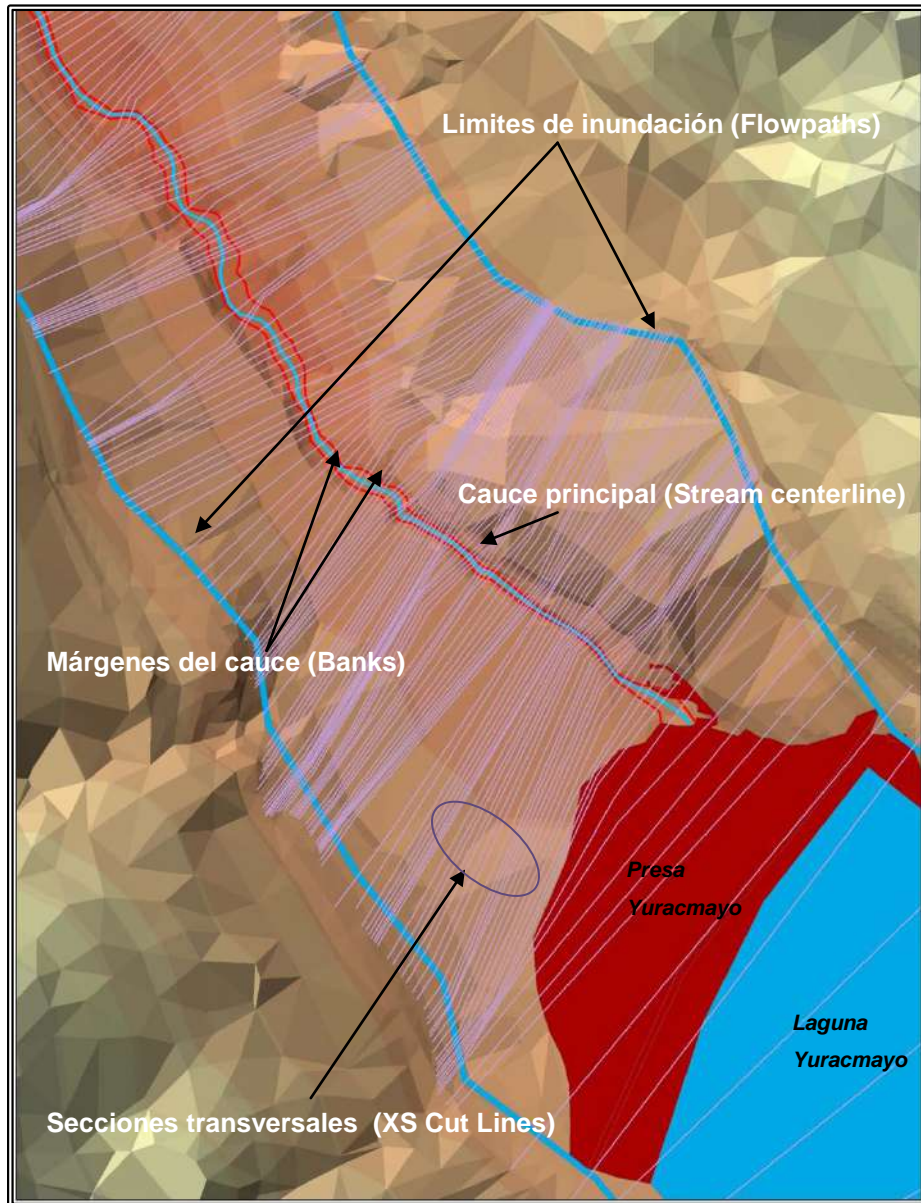 Limites de inundación (Flowpaths)
Cauce principal (Stream centerline)
Márgenes del cauce (Banks)
Presa
Yuracmayo
Laguna
Yuracmayo
Secciones transversales (XS Cut Lines)